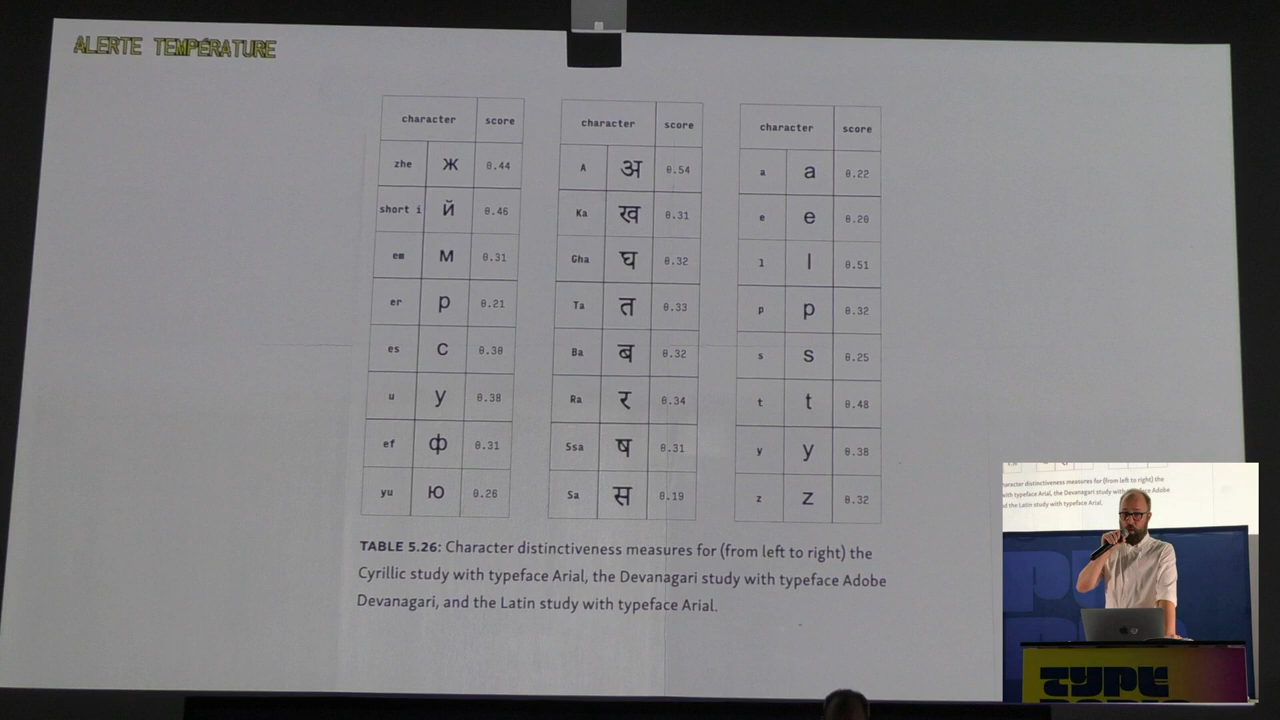 ALERTE TEMPÉRATURE
character score
zhe ж 0.44
short i й 0.46
em м 0.31
er р 0.21
es с 0.30
u у 0.38
ef ф 0.31
yu ю 0.26
character score
A अ 0.54
Ka ख 0.31
Gha घ 0.32
Ta त 0.33
Ba ब 0.32
Ra र 0.34
Ssa ष 0.31
Sa स 0.19
character score
a a 0.22
e e 0.20
l l 0.51
p p 0.32
s s 0.25
t t 0.48
y y 0.38
z z 0.32
TABLE 5.26: Character distinctiveness measures for (from left to right) the
Cyrillic study with typeface Arial, the Devanagari study with typeface Adobe
Devanagari, and the Latin study with typeface Arial.
TYPE